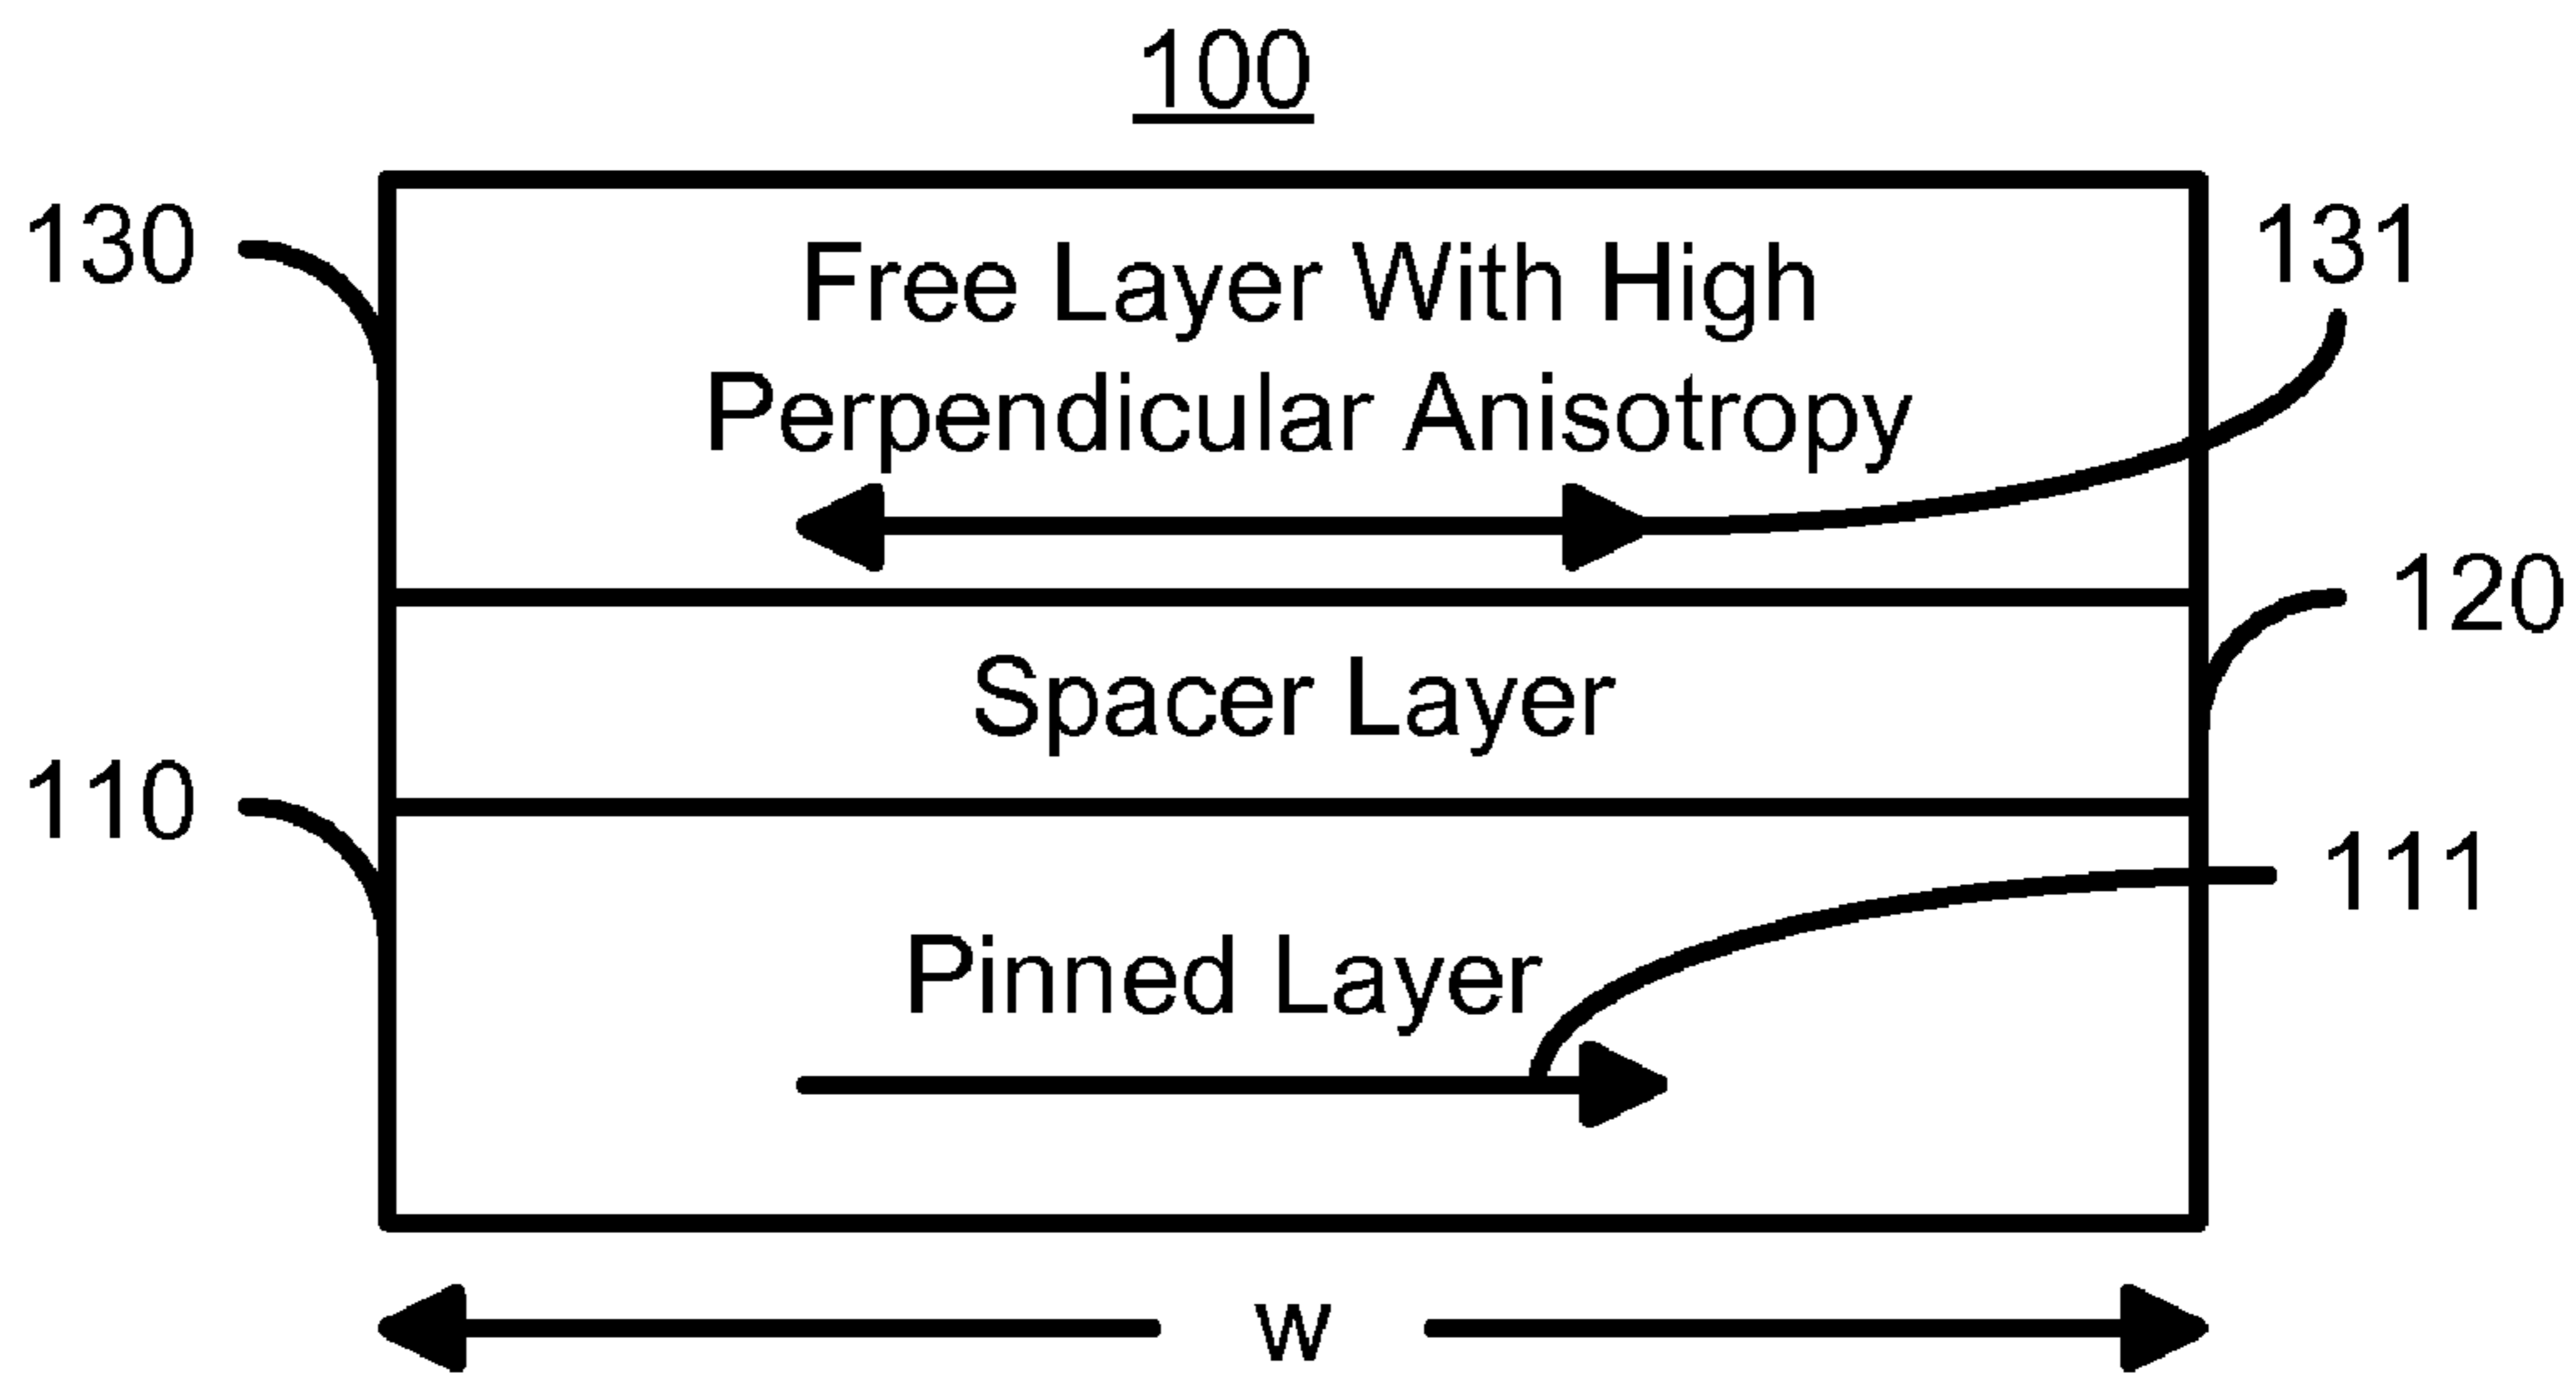 100
130
Free Layer With High
131
Perpendicular Anisotropy
120
Spacer Layer
110
111
Pinned Layer
w